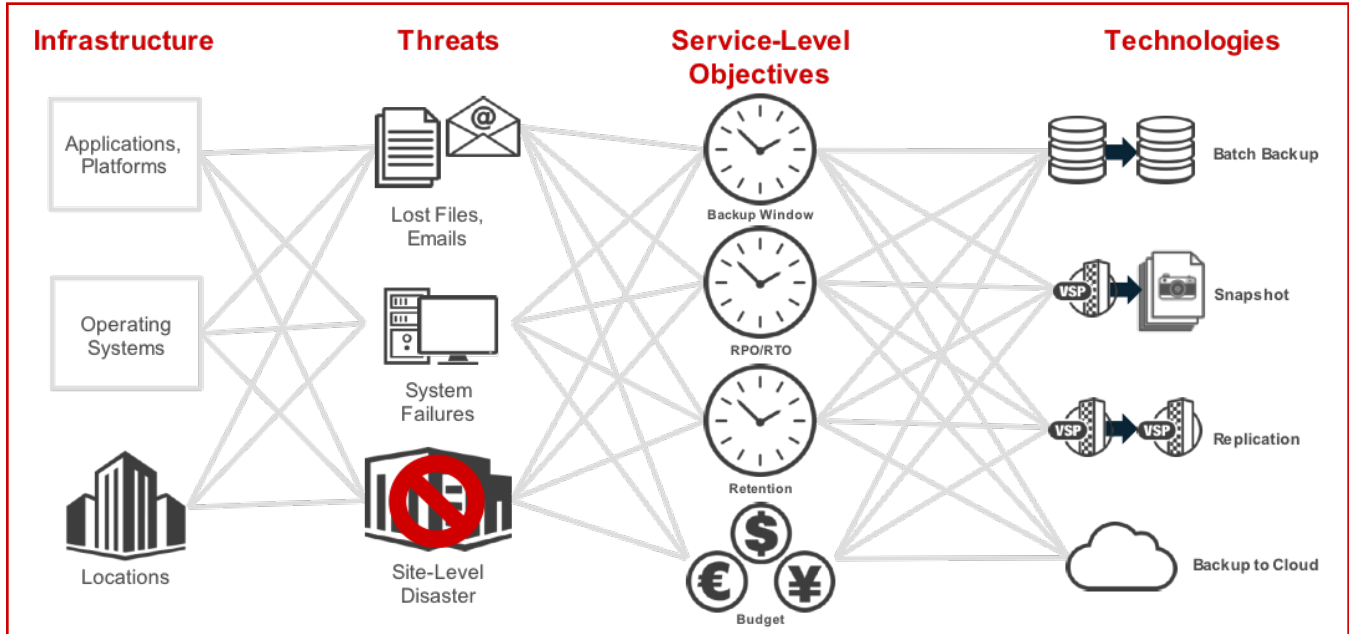 Infrastructure
Threats
Service-Level
Objectives
Technologies
Applications,
Platforms
Operating
Systems
Locations
@
Lost Files,
Emails
System
Failures
Site-Level
Disaster
Backup Window
RPO/RTO
Retention
$
€
¥
Budget
Batch Backup
VSP
Snapshot
VSP
VSP
Replication
Backup to Cloud